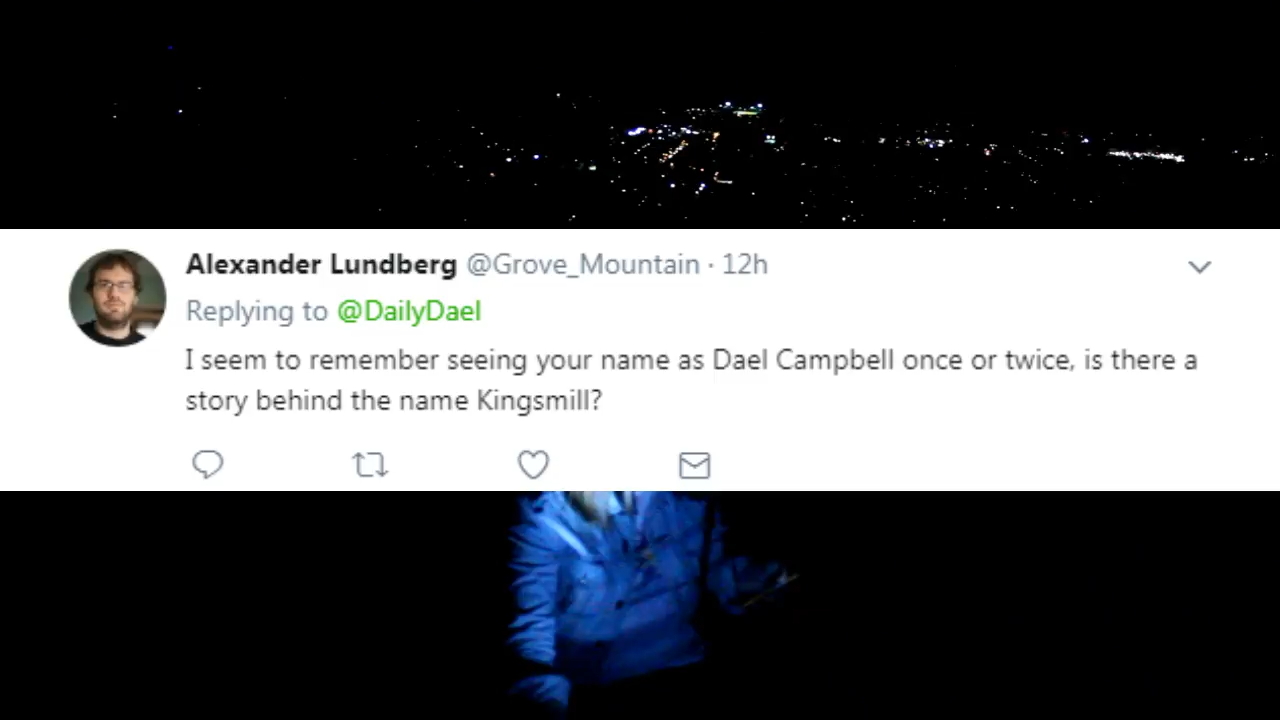 Alexander Lundberg @Grove_Mountain · 12h
Replying to @DailyDael
I seem to remember seeing your name as Dael Campbell once or twice, is there a
story behind the name Kingsmill?